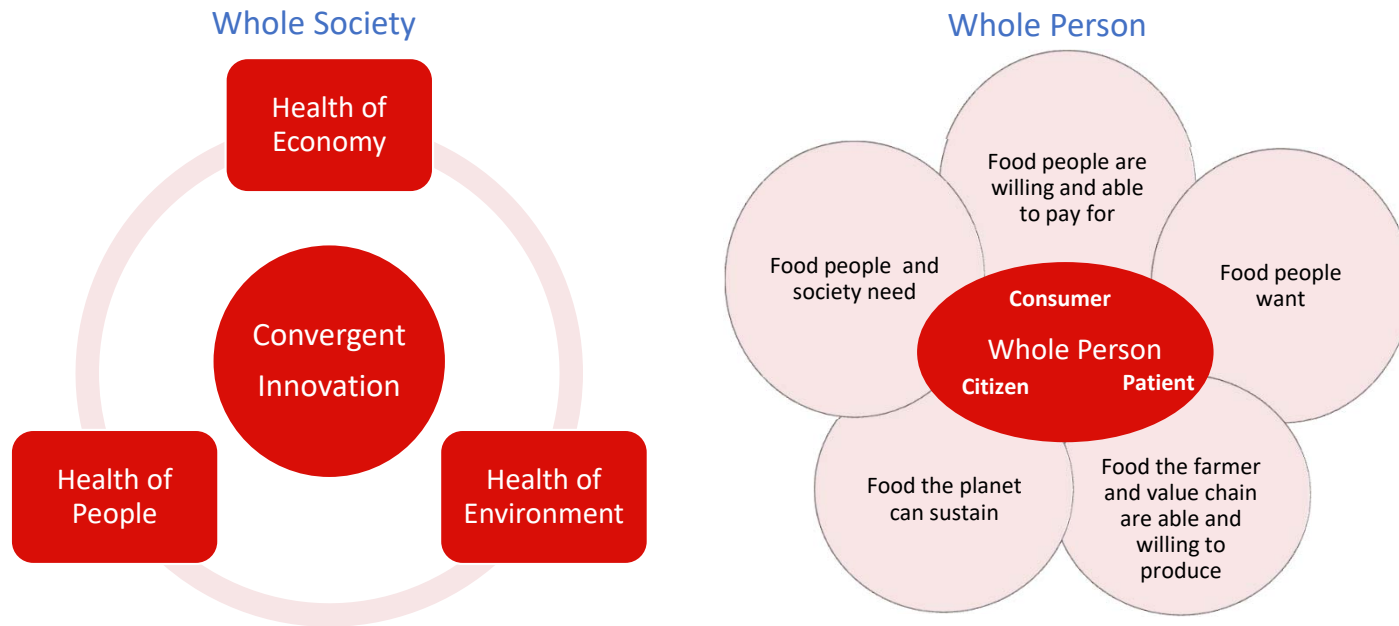 Whole Society
Health of
Economy
Convergent
Innovation
Health of
People
Health of
Environment
Whole Person
Food people are
willing and able
to pay for
Food people and
society need
Food people
want
Consumer
Whole Person
Citizen
Patient
Food the planet
can sustain
Food the farmer
and value chain
are able and
willing to
produce